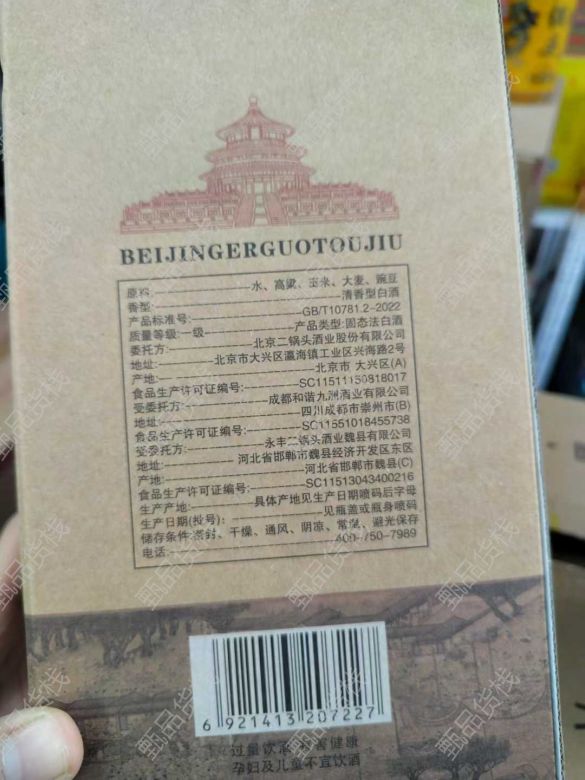 BEIJINGERGUOTOUJIU
原料:水、高粱、玉米、大麦、豌豆
香型:清香型白酒
产品标准号:GB/T10781.2-2022
质量等级:一级 产品类型:固态法白酒
委托方:北京二锅头酒业股份有限公司
地址:北京市大兴区瀛海镇工业区兴海路2号
产地:北京市 大兴区(A)
食品生产许可证编号:SC11511150818017
受委托方:成都和谐九洲酒业有限公司
地址:四川成都市崇州市(B)
食品生产许可证编号:SC11551018455738
受委托方:永丰二锅头酒业魏县有限公司
地址:河北省邯郸市魏县经济开发区东区
产地:河北省邯郸市魏县(C)
食品生产许可证编号:SC11513043400216
生产产地:具体产地见生产日期喷码后字母
生产日期(批号):见瓶盖或瓶身喷码
储存条件:密封、干燥、通风、阴凉、常温、避光保存
电话:400-750-7989
6 921413 207227
过量饮酒 有害健康
孕妇及儿童不宜饮酒
甄品货栈